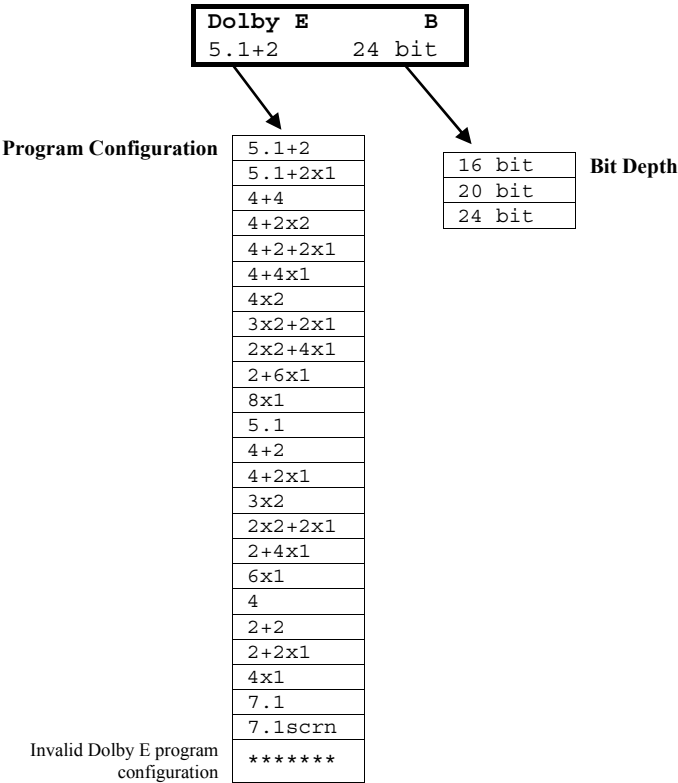 Dolby E B
5.1+2 24 bit
Program Configuration
5.1+2
5.1+2x1
4+4
4+2x2
4+2+2x1
4+4x1
4x2
3x2+2x1
2x2+4x1
2+6x1
8x1
5.1
4+2
4+2x1
3x2
2x2+2x1
2+4x1
6x1
4
2+2
2+2x1
4x1
7.1
7.1scrn
Invalid Dolby E program
configuration
*******
16 bit
20 bit
24 bit
Bit Depth